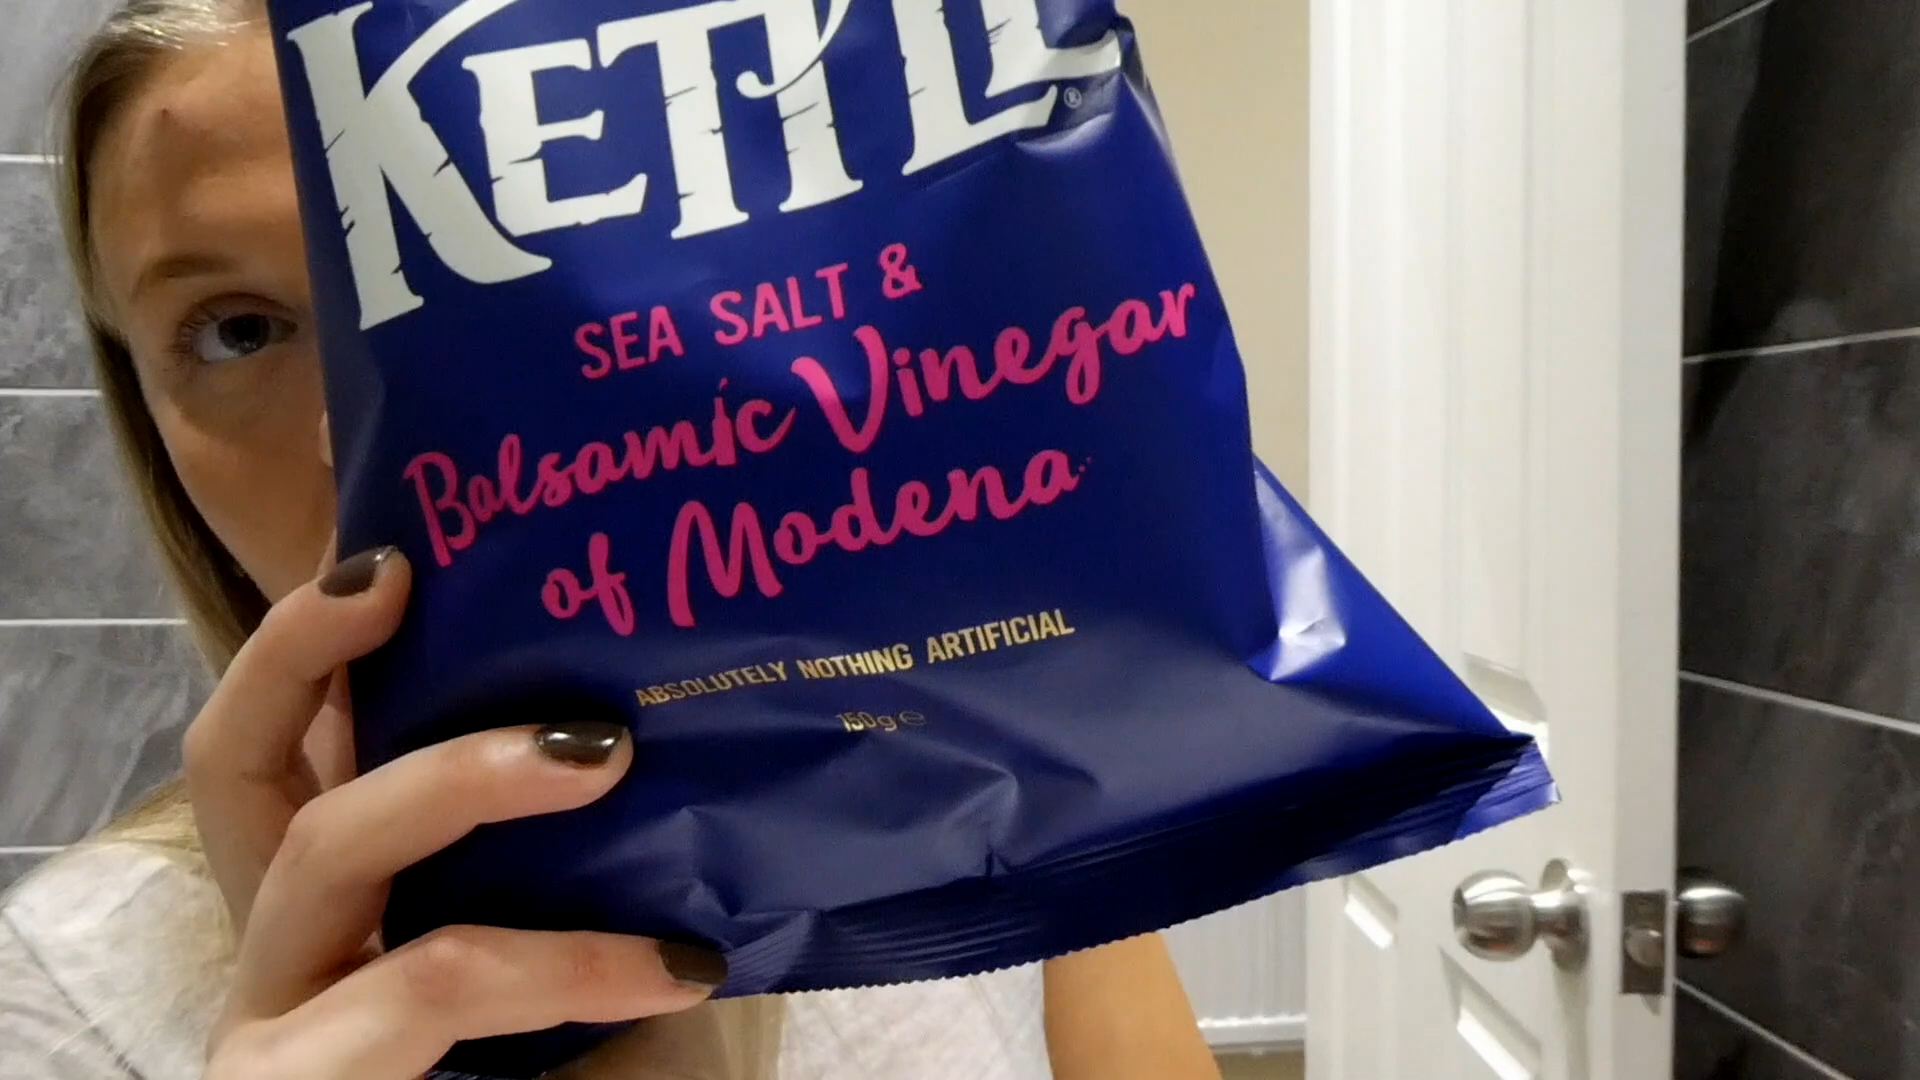 KETTLE®
SEA SALT &
Balsamic Vinegar
of Modena
ABSOLUTELY NOTHING ARTIFICIAL
150g ℮